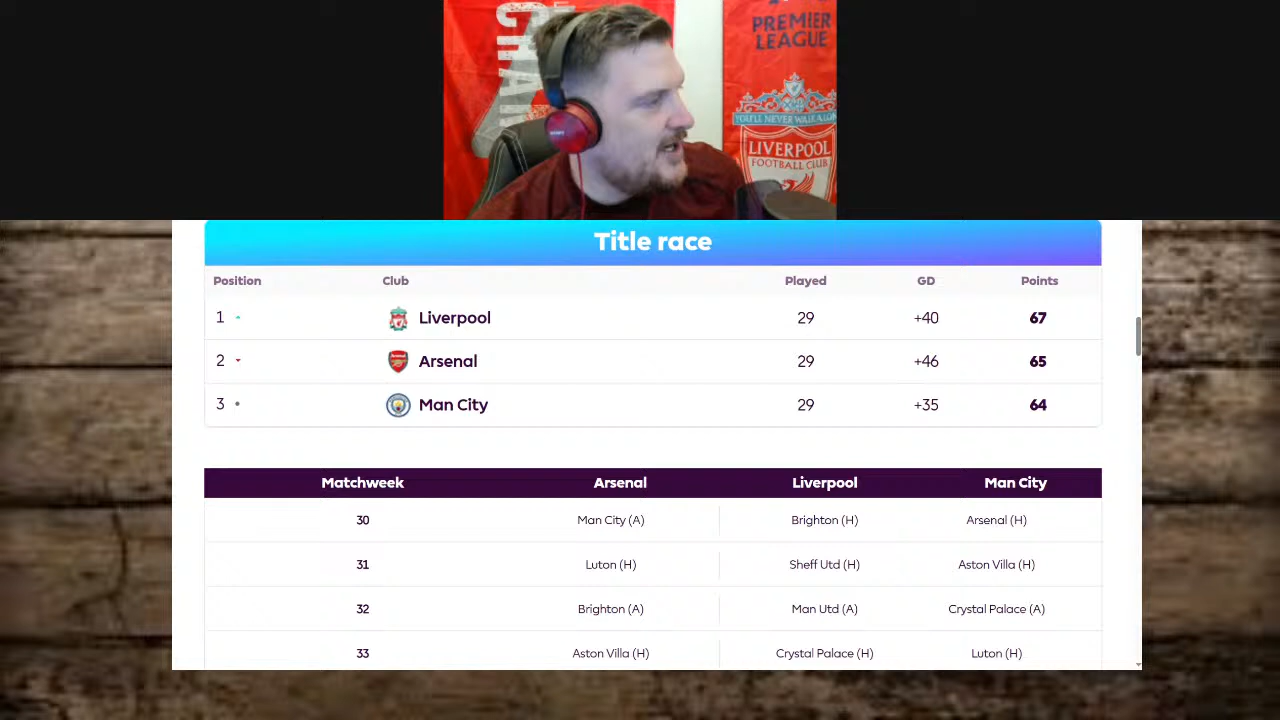 CHAM
PREMIER
LEAGUE
YOU'LL NEVER WALK ALON
LIVERPOOL
FOOTBALL CLUB
SONY
Title race
Position Club Played GD Points
1 Liverpool 29 +40 67
2 Arsenal 29 +46 65
3 Man City 29 +35 64
Matchweek Arsenal Liverpool Man City
30 Man City (A) Brighton (H) Arsenal (H)
31 Luton (H) Sheff Utd (H) Aston Villa (H)
32 Brighton (A) Man Utd (A) Crystal Palace (A)
33 Aston Villa (H) Crystal Palace (H) Luton (H)